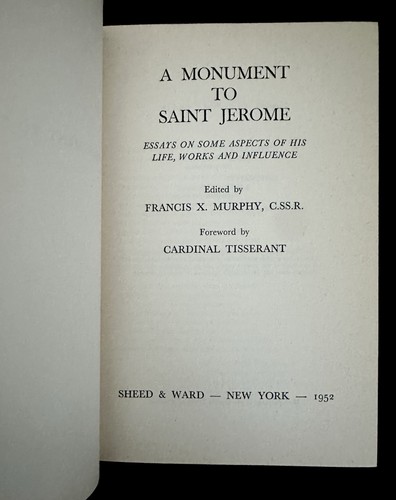 A MONUMENT
TO
SAINT JEROME
ESSAYS ON SOME ASPECTS OF HIS
LIFE, WORKS AND INFLUENCE
Edited by
FRANCIS X. MURPHY, C.SS.R.
Foreword by
CARDINAL TISSERANT
SHEED & WARD — NEW YORK — 1952